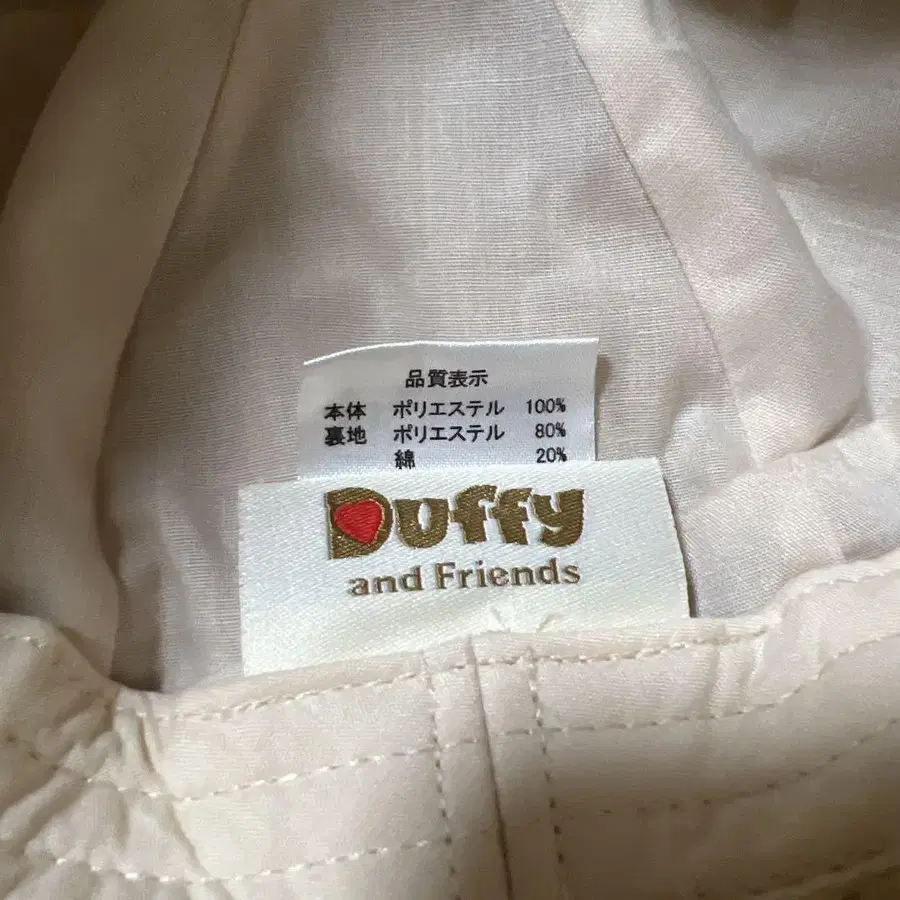 品質表示
本体 ポリエステル 100%
裏地 ポリエステル 80%
綿 20%
Duffy
and Friends